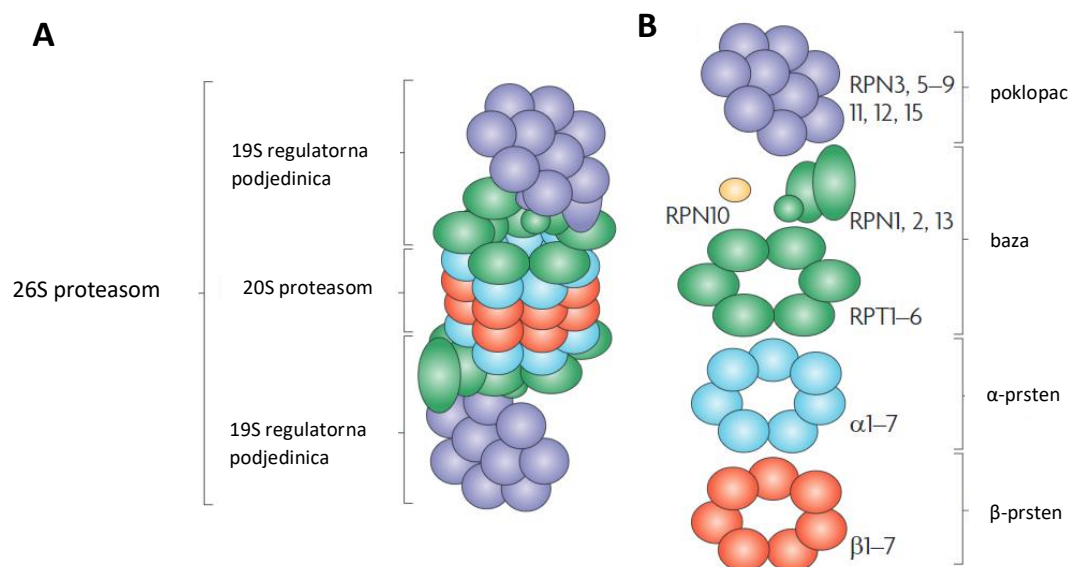 A
26S proteasom
19S regulatorna
podjedinica
20S proteasom
19S regulatorna
podjedinica
B
RPN3, 5–9
11, 12, 15
poklopac
RPN10
RPN1, 2, 13
baza
RPT1–6
α1–7
α-prsten
β1–7
β-prsten